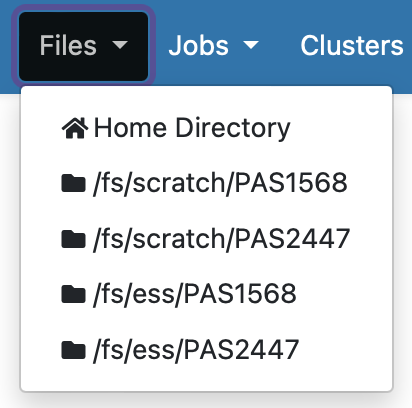 Files Jobs Clusters
Home Directory
/fs/scratch/PAS1568
/fs/scratch/PAS2447
/fs/ess/PAS1568
/fs/ess/PAS2447